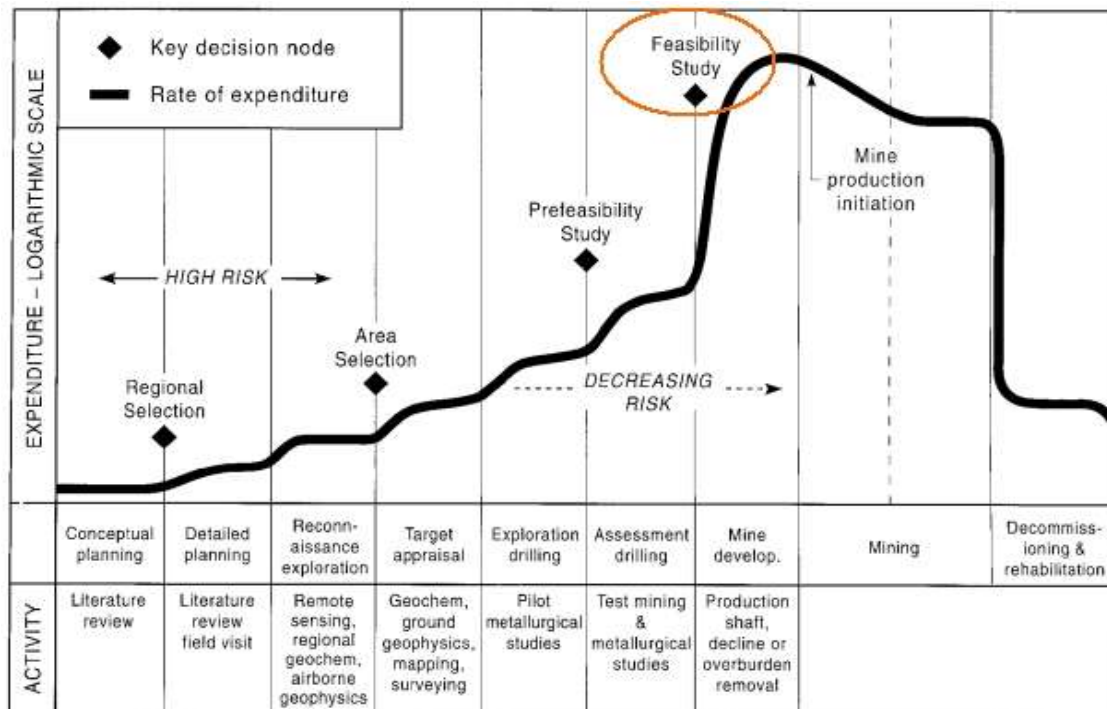 EXPENDITURE – LOGARITHMIC SCALE
Key decision node
Rate of expenditure
Feasibility
Study
Mine
production
initiation
Prefeasibility
Study
HIGH RISK
Area
Selection
DECREASING
RISK
Regional
Selection
Conceptual
planning
Detailed
planning
Reconn-
aissance
exploration
Target
appraisal
Exploration
drilling
Assessment
drilling
Mine
develop.
Mining
Decommiss-
ioning &
rehabilitation
ACTIVITY
Literature
review
Literature
review
field visit
Remote
sensing,
regional
geochem,
airborne
geophysics
Geochem,
ground
geophysics,
mapping,
surveying
Pilot
metallurgical
studies
Test mining
&
metallurgical
studies
Production
shaft,
decline or
overburden
removal